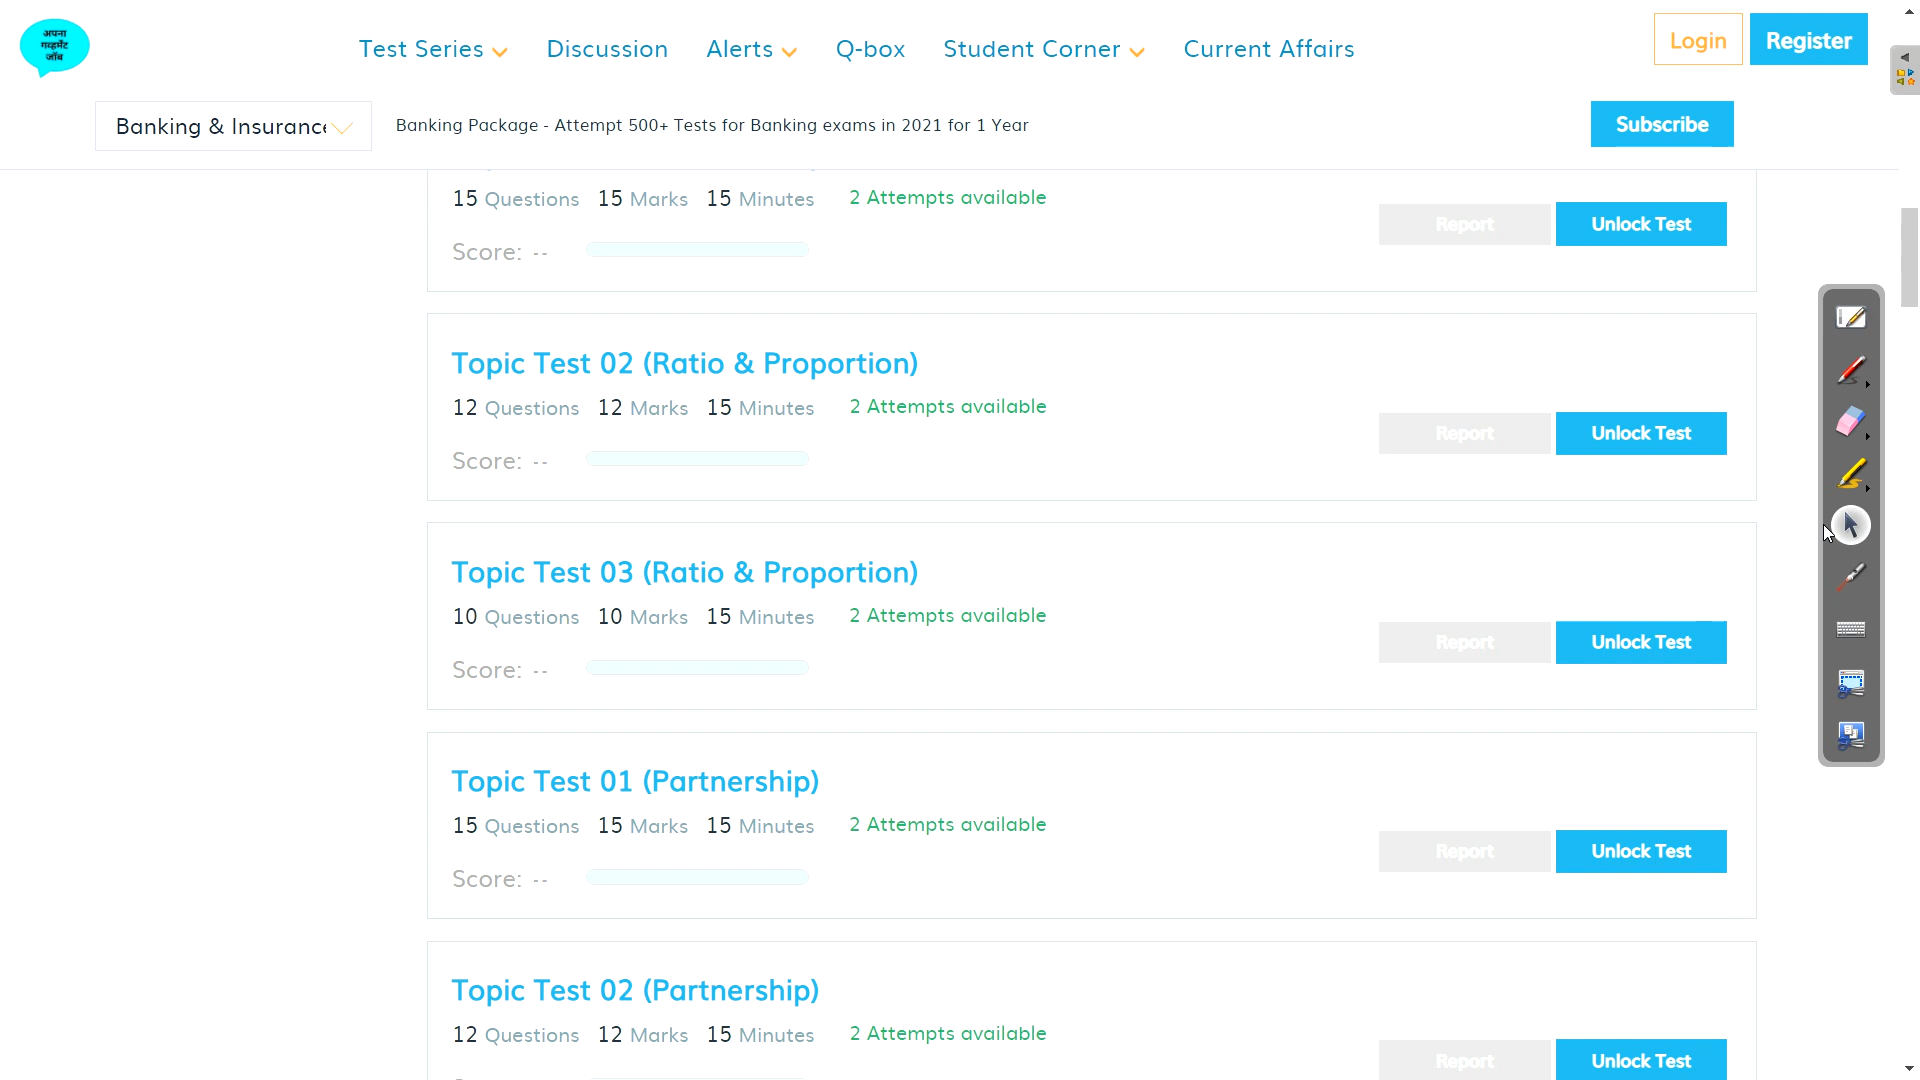 अपना
गव्हर्मेंट
जॉब
Test Series
Discussion
Alerts
Q-box
Student Corner
Current Affairs
Login
Register
Banking & Insurance
Banking Package - Attempt 500+ Tests for Banking exams in 2021 for 1 Year
Subscribe
15 Questions 15 Marks 15 Minutes 2 Attempts available
Report
Unlock Test
Score: --
Topic Test 02 (Ratio & Proportion)
12 Questions 12 Marks 15 Minutes 2 Attempts available
Report
Unlock Test
Score: --
Topic Test 03 (Ratio & Proportion)
10 Questions 10 Marks 15 Minutes 2 Attempts available
Report
Unlock Test
Score: --
Topic Test 01 (Partnership)
15 Questions 15 Marks 15 Minutes 2 Attempts available
Report
Unlock Test
Score: --
Topic Test 02 (Partnership)
12 Questions 12 Marks 15 Minutes 2 Attempts available
Report
Unlock Test